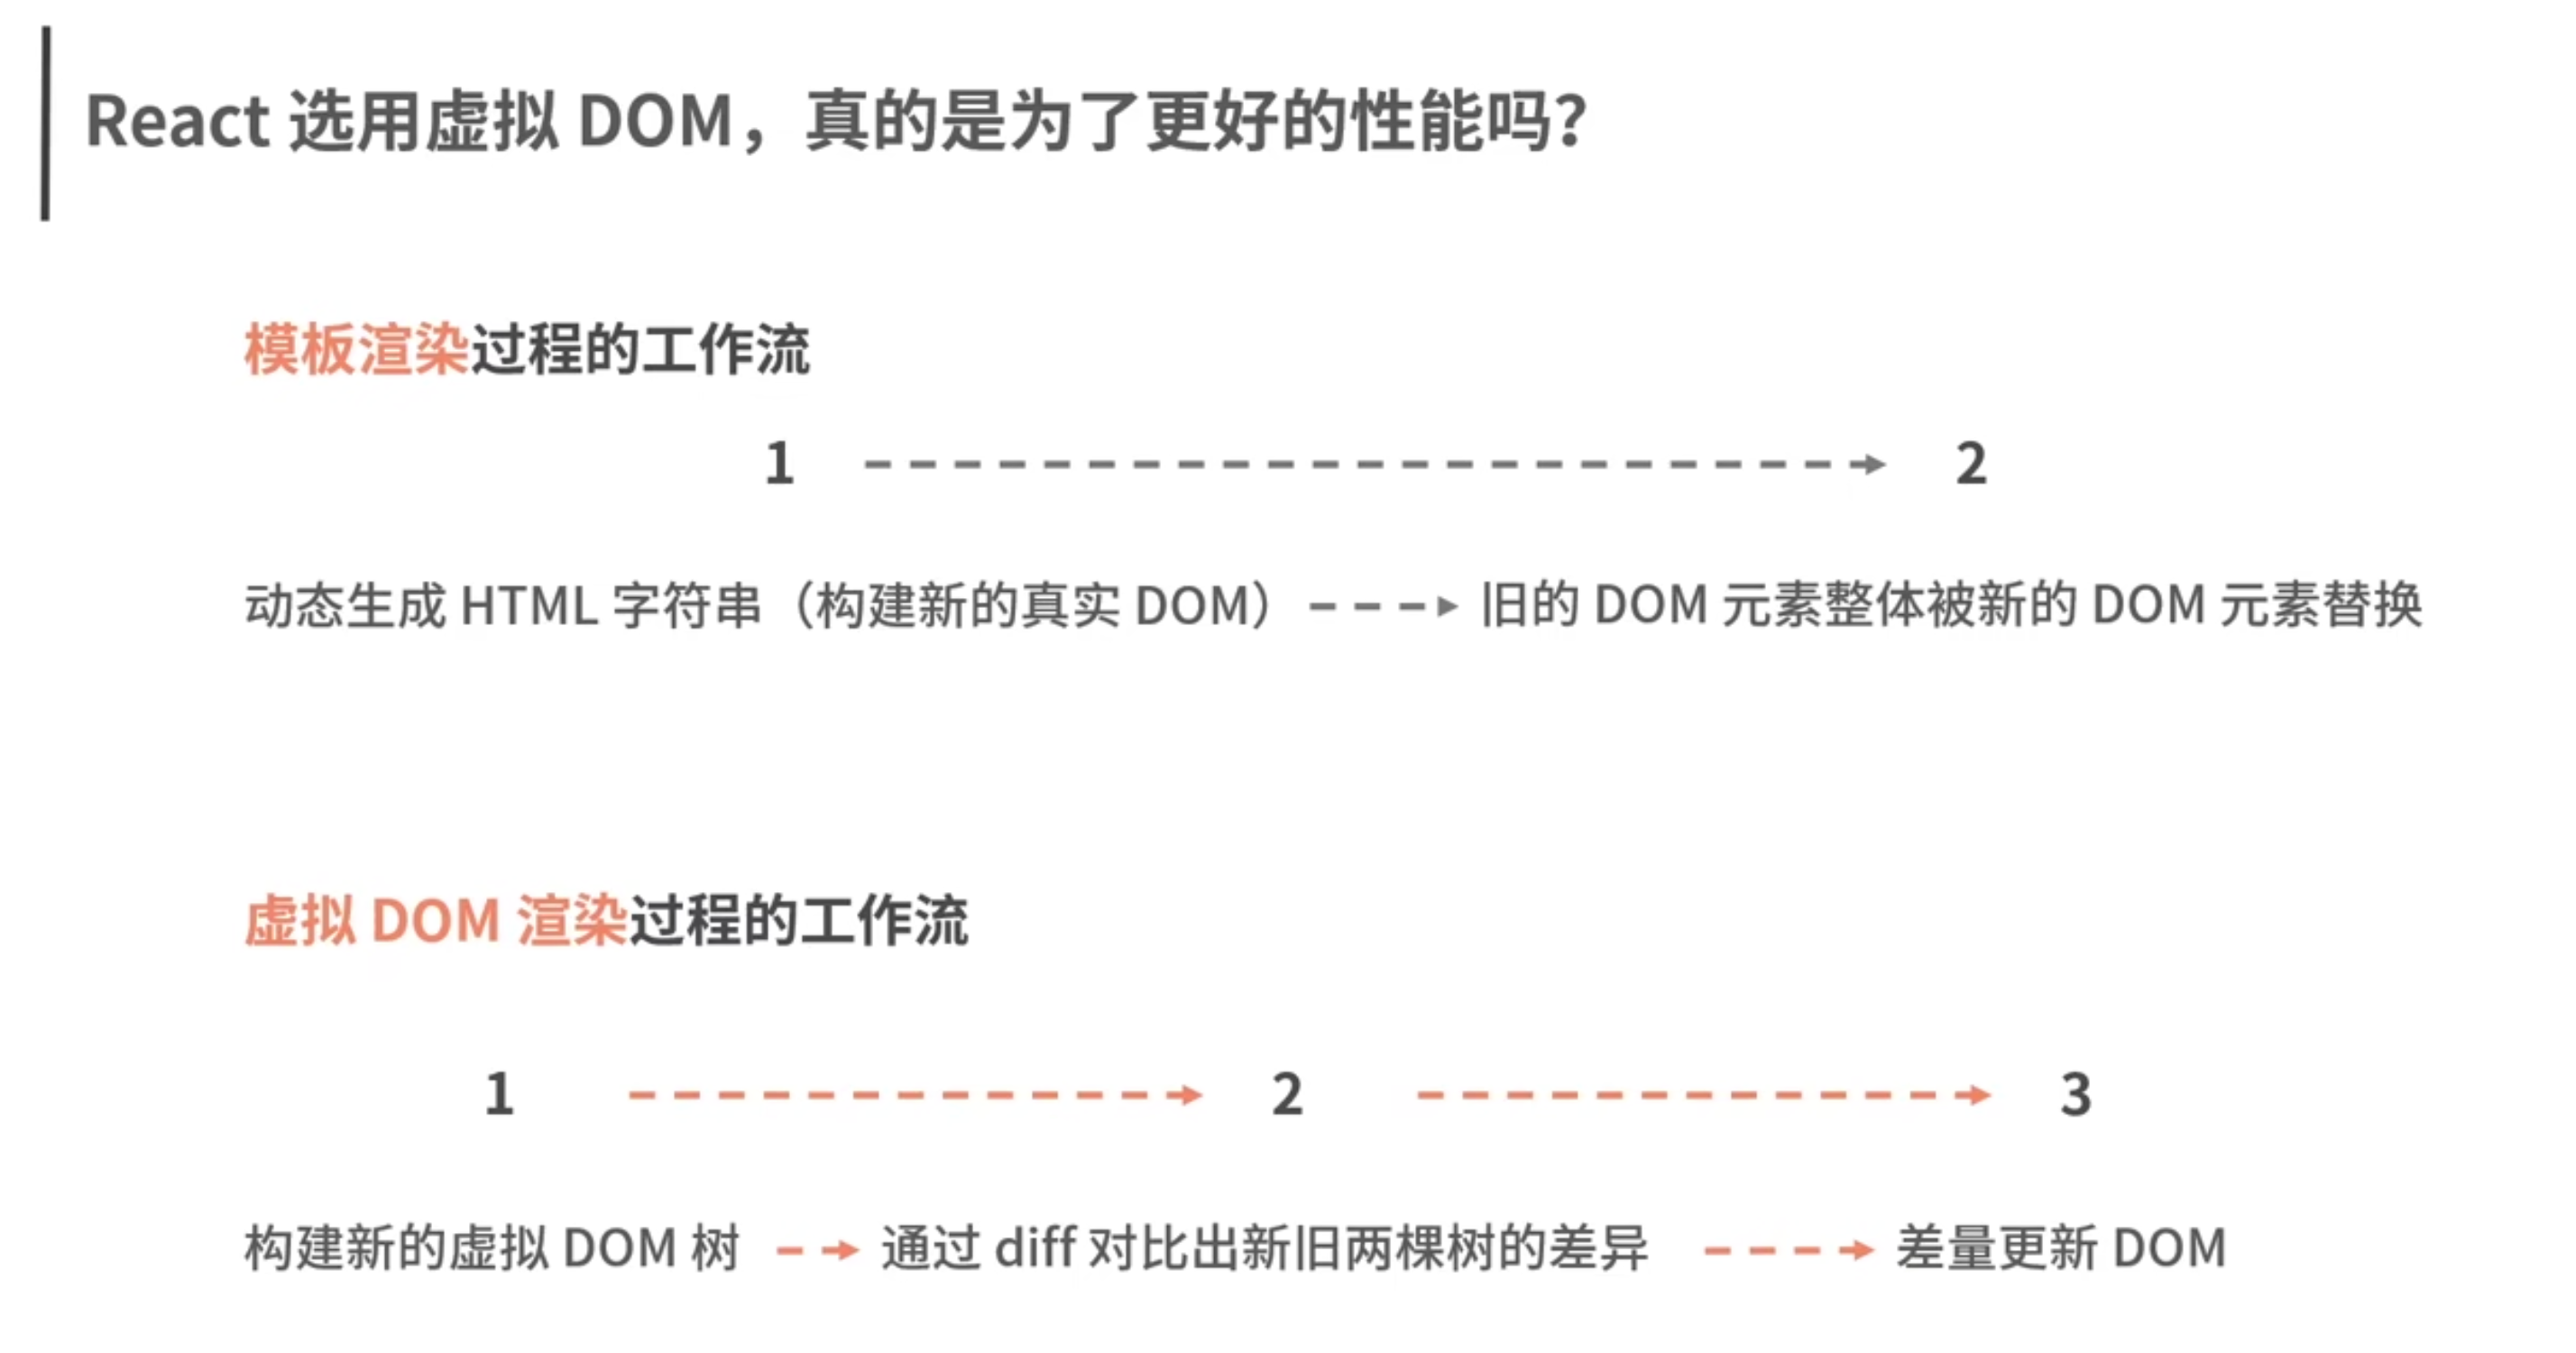 React 选用虚拟 DOM，真的是为了更好的性能吗？
模板渲染过程的工作流
1 2
动态生成 HTML 字符串（构建新的真实 DOM） 旧的 DOM 元素整体被新的 DOM 元素替换
虚拟 DOM 渲染过程的工作流
1 2 3
构建新的虚拟 DOM 树 通过 diff 对比出新旧两棵树的差异 差量更新 DOM